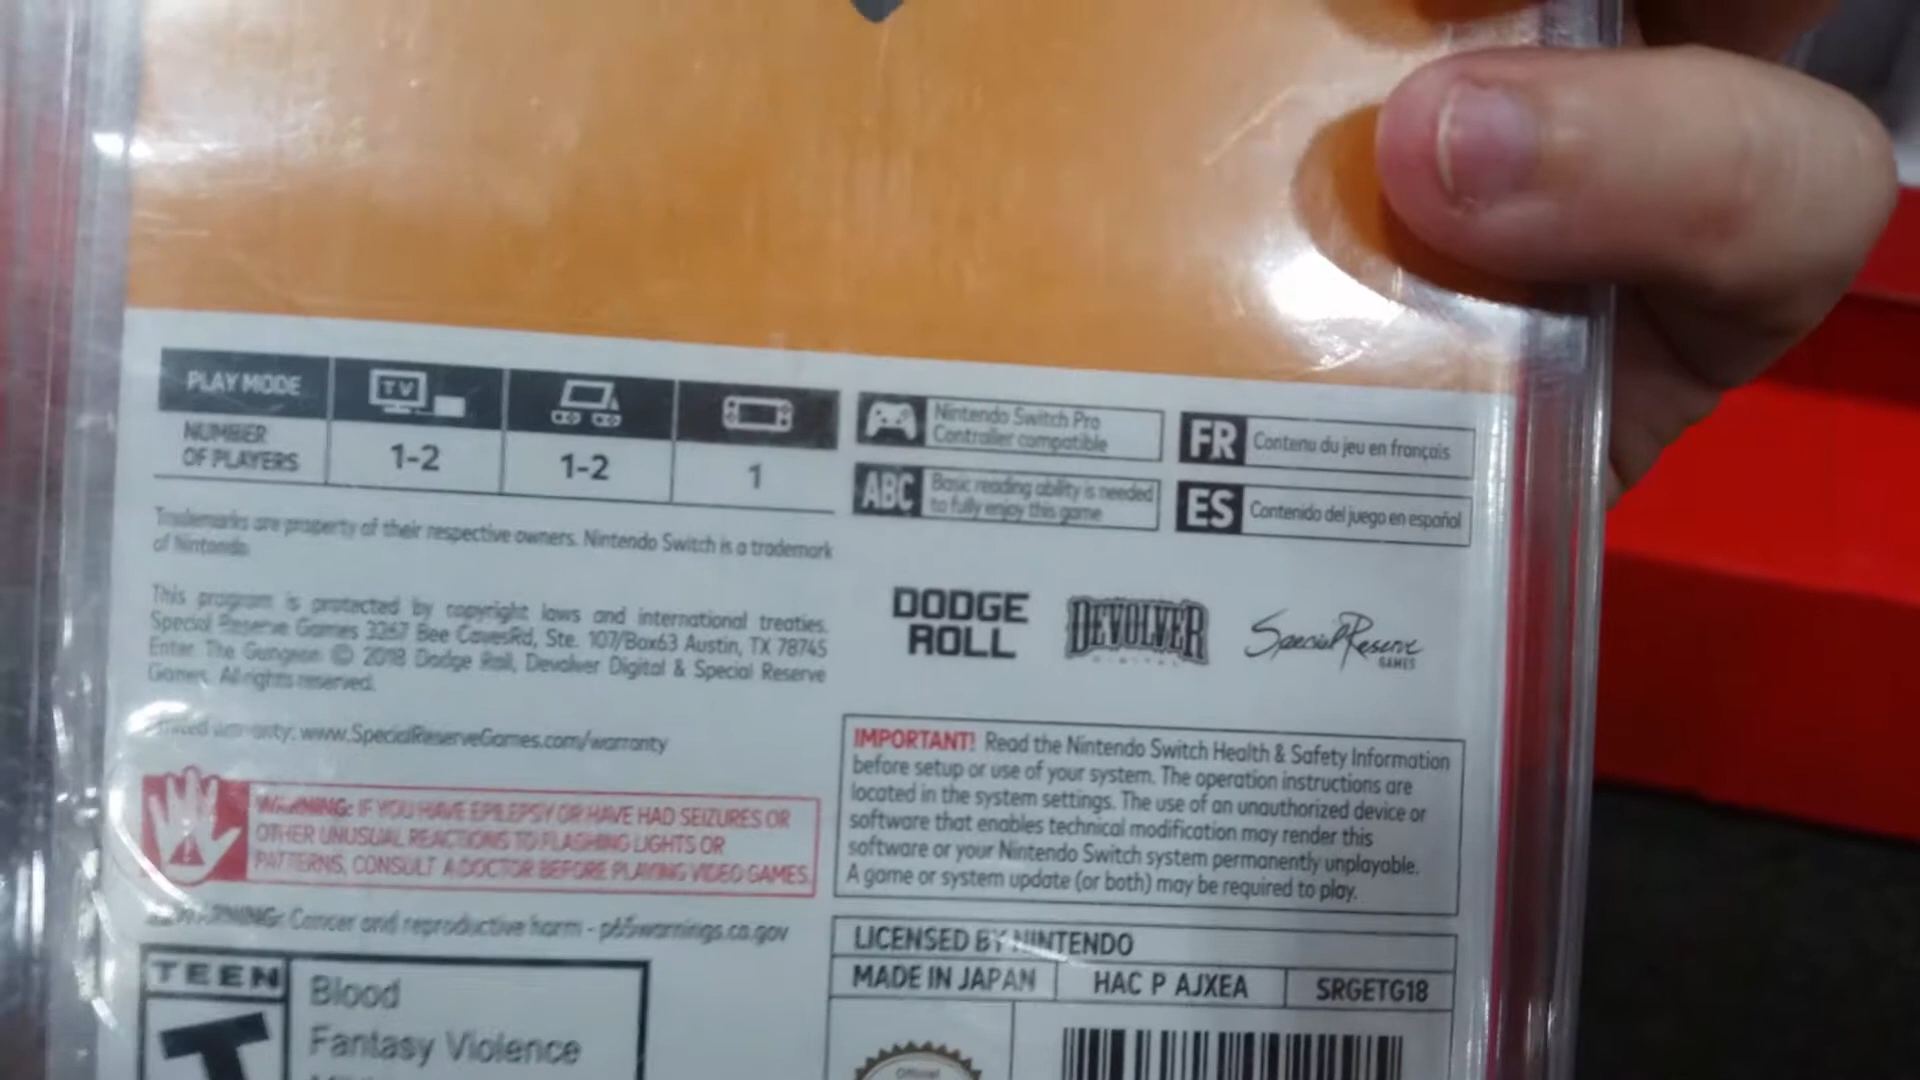 PLAY MODE
TV
NUMBER
OF PLAYERS
1-2
1-2
1
Nintendo Switch Pro
Controller compatible
ABC
Basic reading ability is needed
to fully enjoy this game
FR Contenu du jeu en français
ES Contenido del juego en español
Trademarks are property of their respective owners. Nintendo Switch is a trademark
of Nintendo
This program is protected by copyright laws and international treaties.
Special Reserve Games 3267 Bee CavesRd, Ste. 107/Box63 Austin, TX 78745
Enter The Gungeon © 2018 Dodge Roll, Devolver Digital & Special Reserve
Games. All rights reserved.
warranty: www.SpecialReserveGames.com/warranty
WARNING: IF YOU HAVE EPILEPSY OR HAVE HAD SEIZURES OR
OTHER UNUSUAL REACTIONS TO FLASHING LIGHTS OR
PATTERNS, CONSULT A DOCTOR BEFORE PLAYING VIDEO GAMES.
WARNING: Cancer and reproductive harm - p65warnings.ca.gov
TEEN
T
Blood
Fantasy Violence
DODGE
ROLL
DEVOLVER
DIGITAL
Special Reserve
GAMES
IMPORTANT! Read the Nintendo Switch Health & Safety Information
before setup or use of your system. The operation instructions are
located in the system settings. The use of an unauthorized device or
software that enables technical modification may render this
software or your Nintendo Switch system permanently unplayable.
A game or system update (or both) may be required to play.
LICENSED BY NINTENDO
MADE IN JAPAN
HAC P AJXEA
SRGETG18
Official